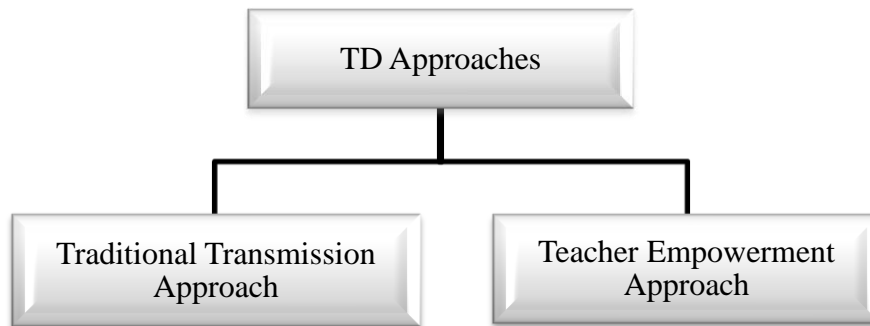 TD Approaches
Traditional Transmission
Approach
Teacher Empowerment
Approach